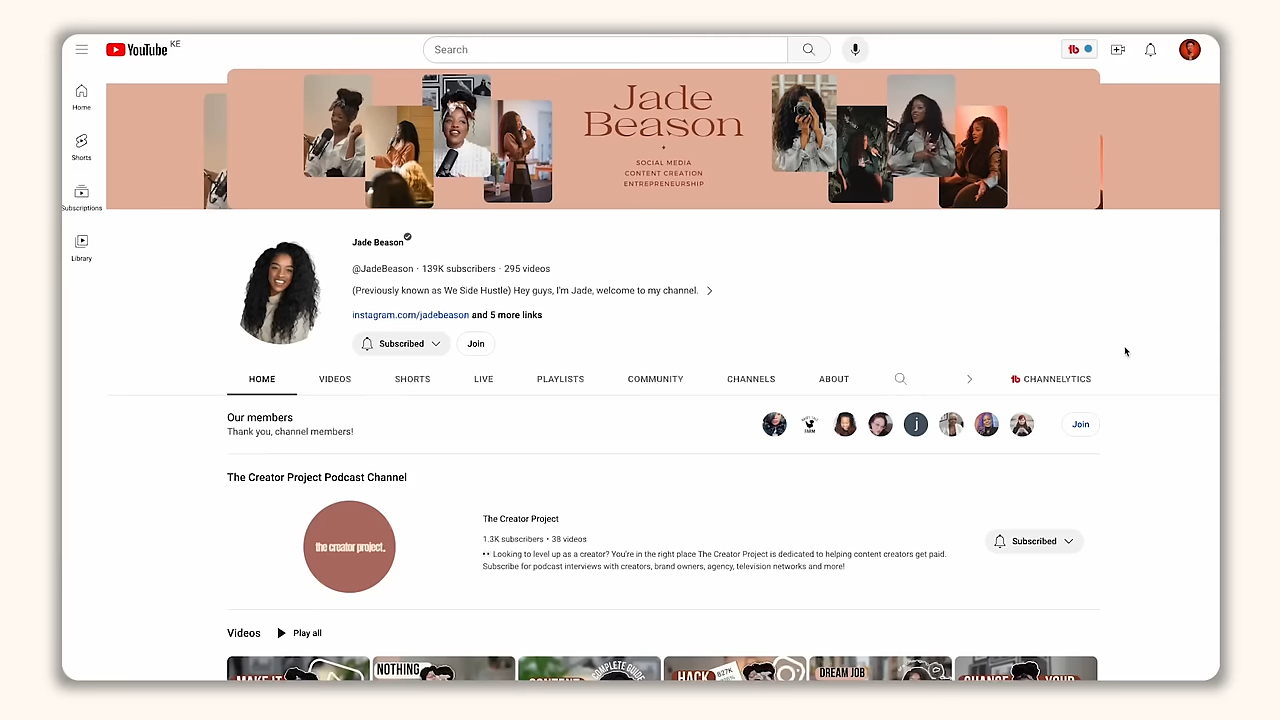 YouTube KE
Search
tb
Home
Shorts
Subscriptions
Library
Jade
Beason
SOCIAL MEDIA
CONTENT CREATION
ENTREPRENEURSHIP
Jade Beason
@JadeBeason · 139K subscribers · 295 videos
(Previously known as We Side Hustle) Hey guys, I'm Jade, welcome to my channel.
instagram.com/jadebeason and 5 more links
Subscribed
Join
HOME VIDEOS SHORTS LIVE PLAYLISTS COMMUNITY CHANNELS ABOUT tb CHANNELYTICS
Our members
Thank you, channel members!
j
Join
The Creator Project Podcast Channel
the creator project.
The Creator Project
1.3K subscribers • 38 videos
•• Looking to level up as a creator? You're in the right place The Creator Project is dedicated to helping content creators get paid.
Subscribe for podcast interviews with creators, brand owners, agency, television networks and more!
Subscribed
Videos Play all
MAKE IT
NOTHING
COMPLETE GUIDE
CONTENT
HACK
827K
DREAM JOB
CHANGE YOUR